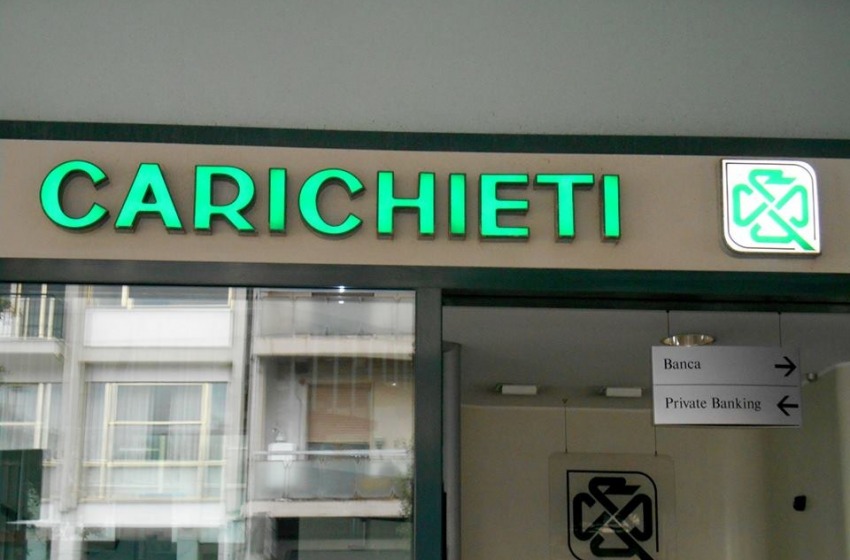 CARICHIETI
Banca →
Private Banking ←